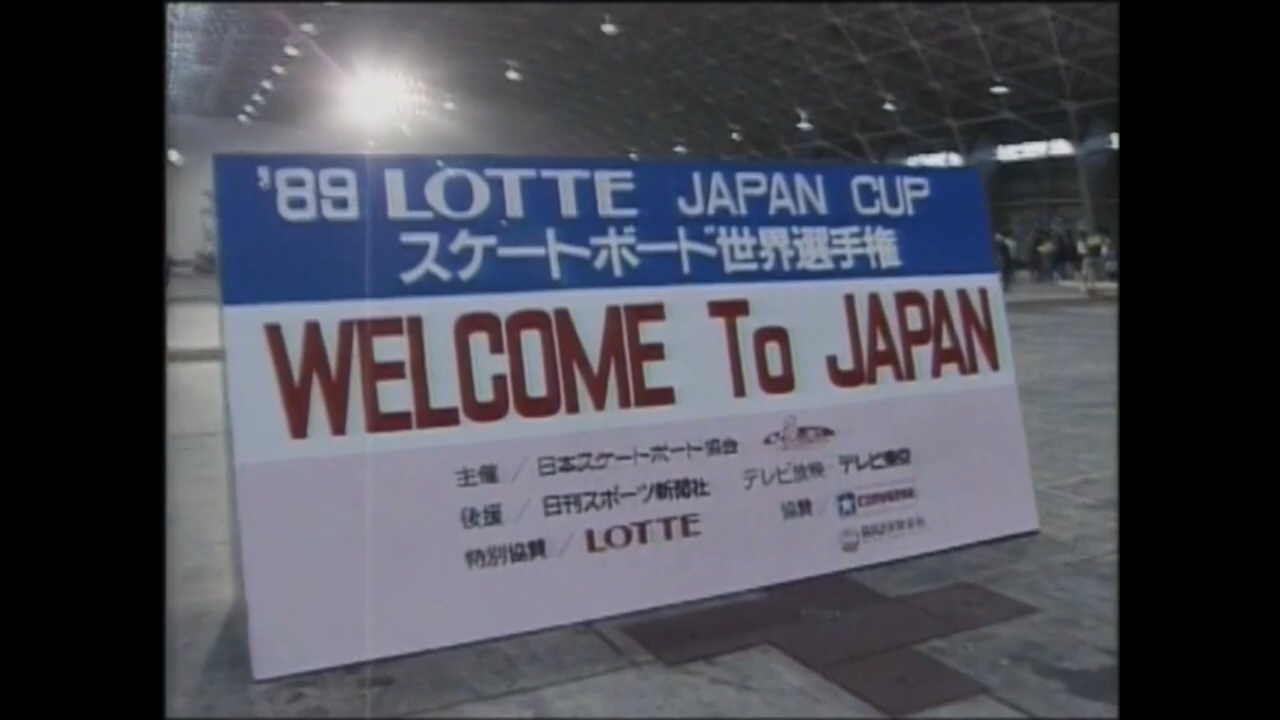 '89 LOTTE JAPAN CUP
スケートボード世界選手権
WELCOME To JAPAN
主催 / 日本スケートボード協会
後援 / 日刊スポーツ新聞社
特別協賛 / LOTTE
テレビ放映 テレビ東京
協賛 / CONVERSE